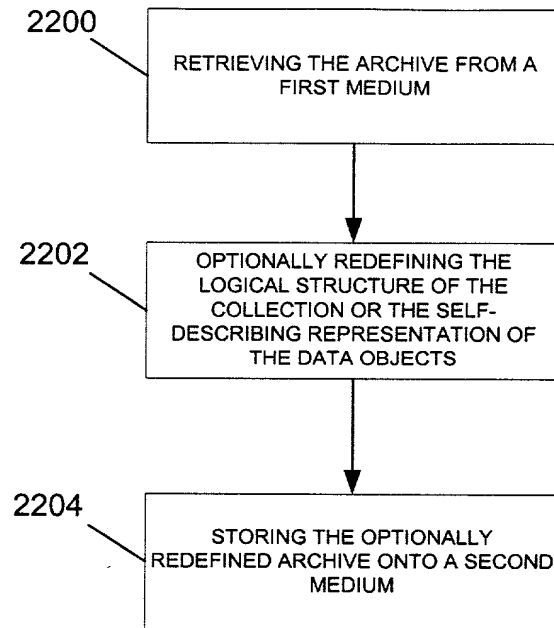 2200
RETRIEVING THE ARCHIVE FROM A
FIRST MEDIUM
2202
OPTIONALLY REDEFINING THE
LOGICAL STRUCTURE OF THE
COLLECTION OR THE SELF-
DESCRIBING REPRESENTATION OF
THE DATA OBJECTS
2204
STORING THE OPTIONALLY
REDEFINED ARCHIVE ONTO A SECOND
MEDIUM